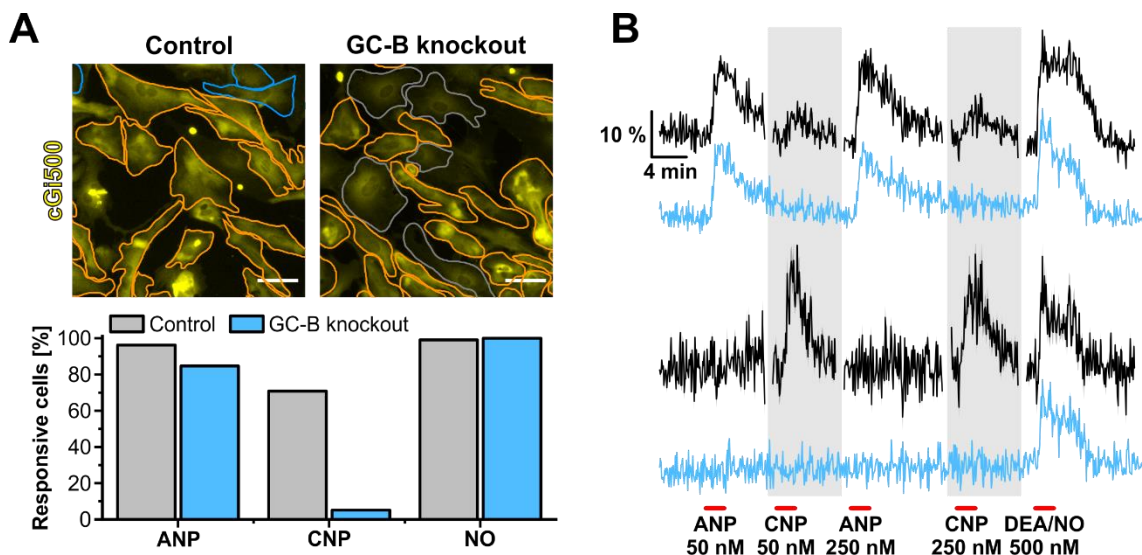 A
Control
GC-B knockout
cGi500
Control
GC-B knockout
Responsive cells [%]
100
80
60
40
20
0
ANP
CNP
NO
B
10 %
4 min
ANP
50 nM
CNP
50 nM
ANP
250 nM
CNP
250 nM
DEA/NO
500 nM